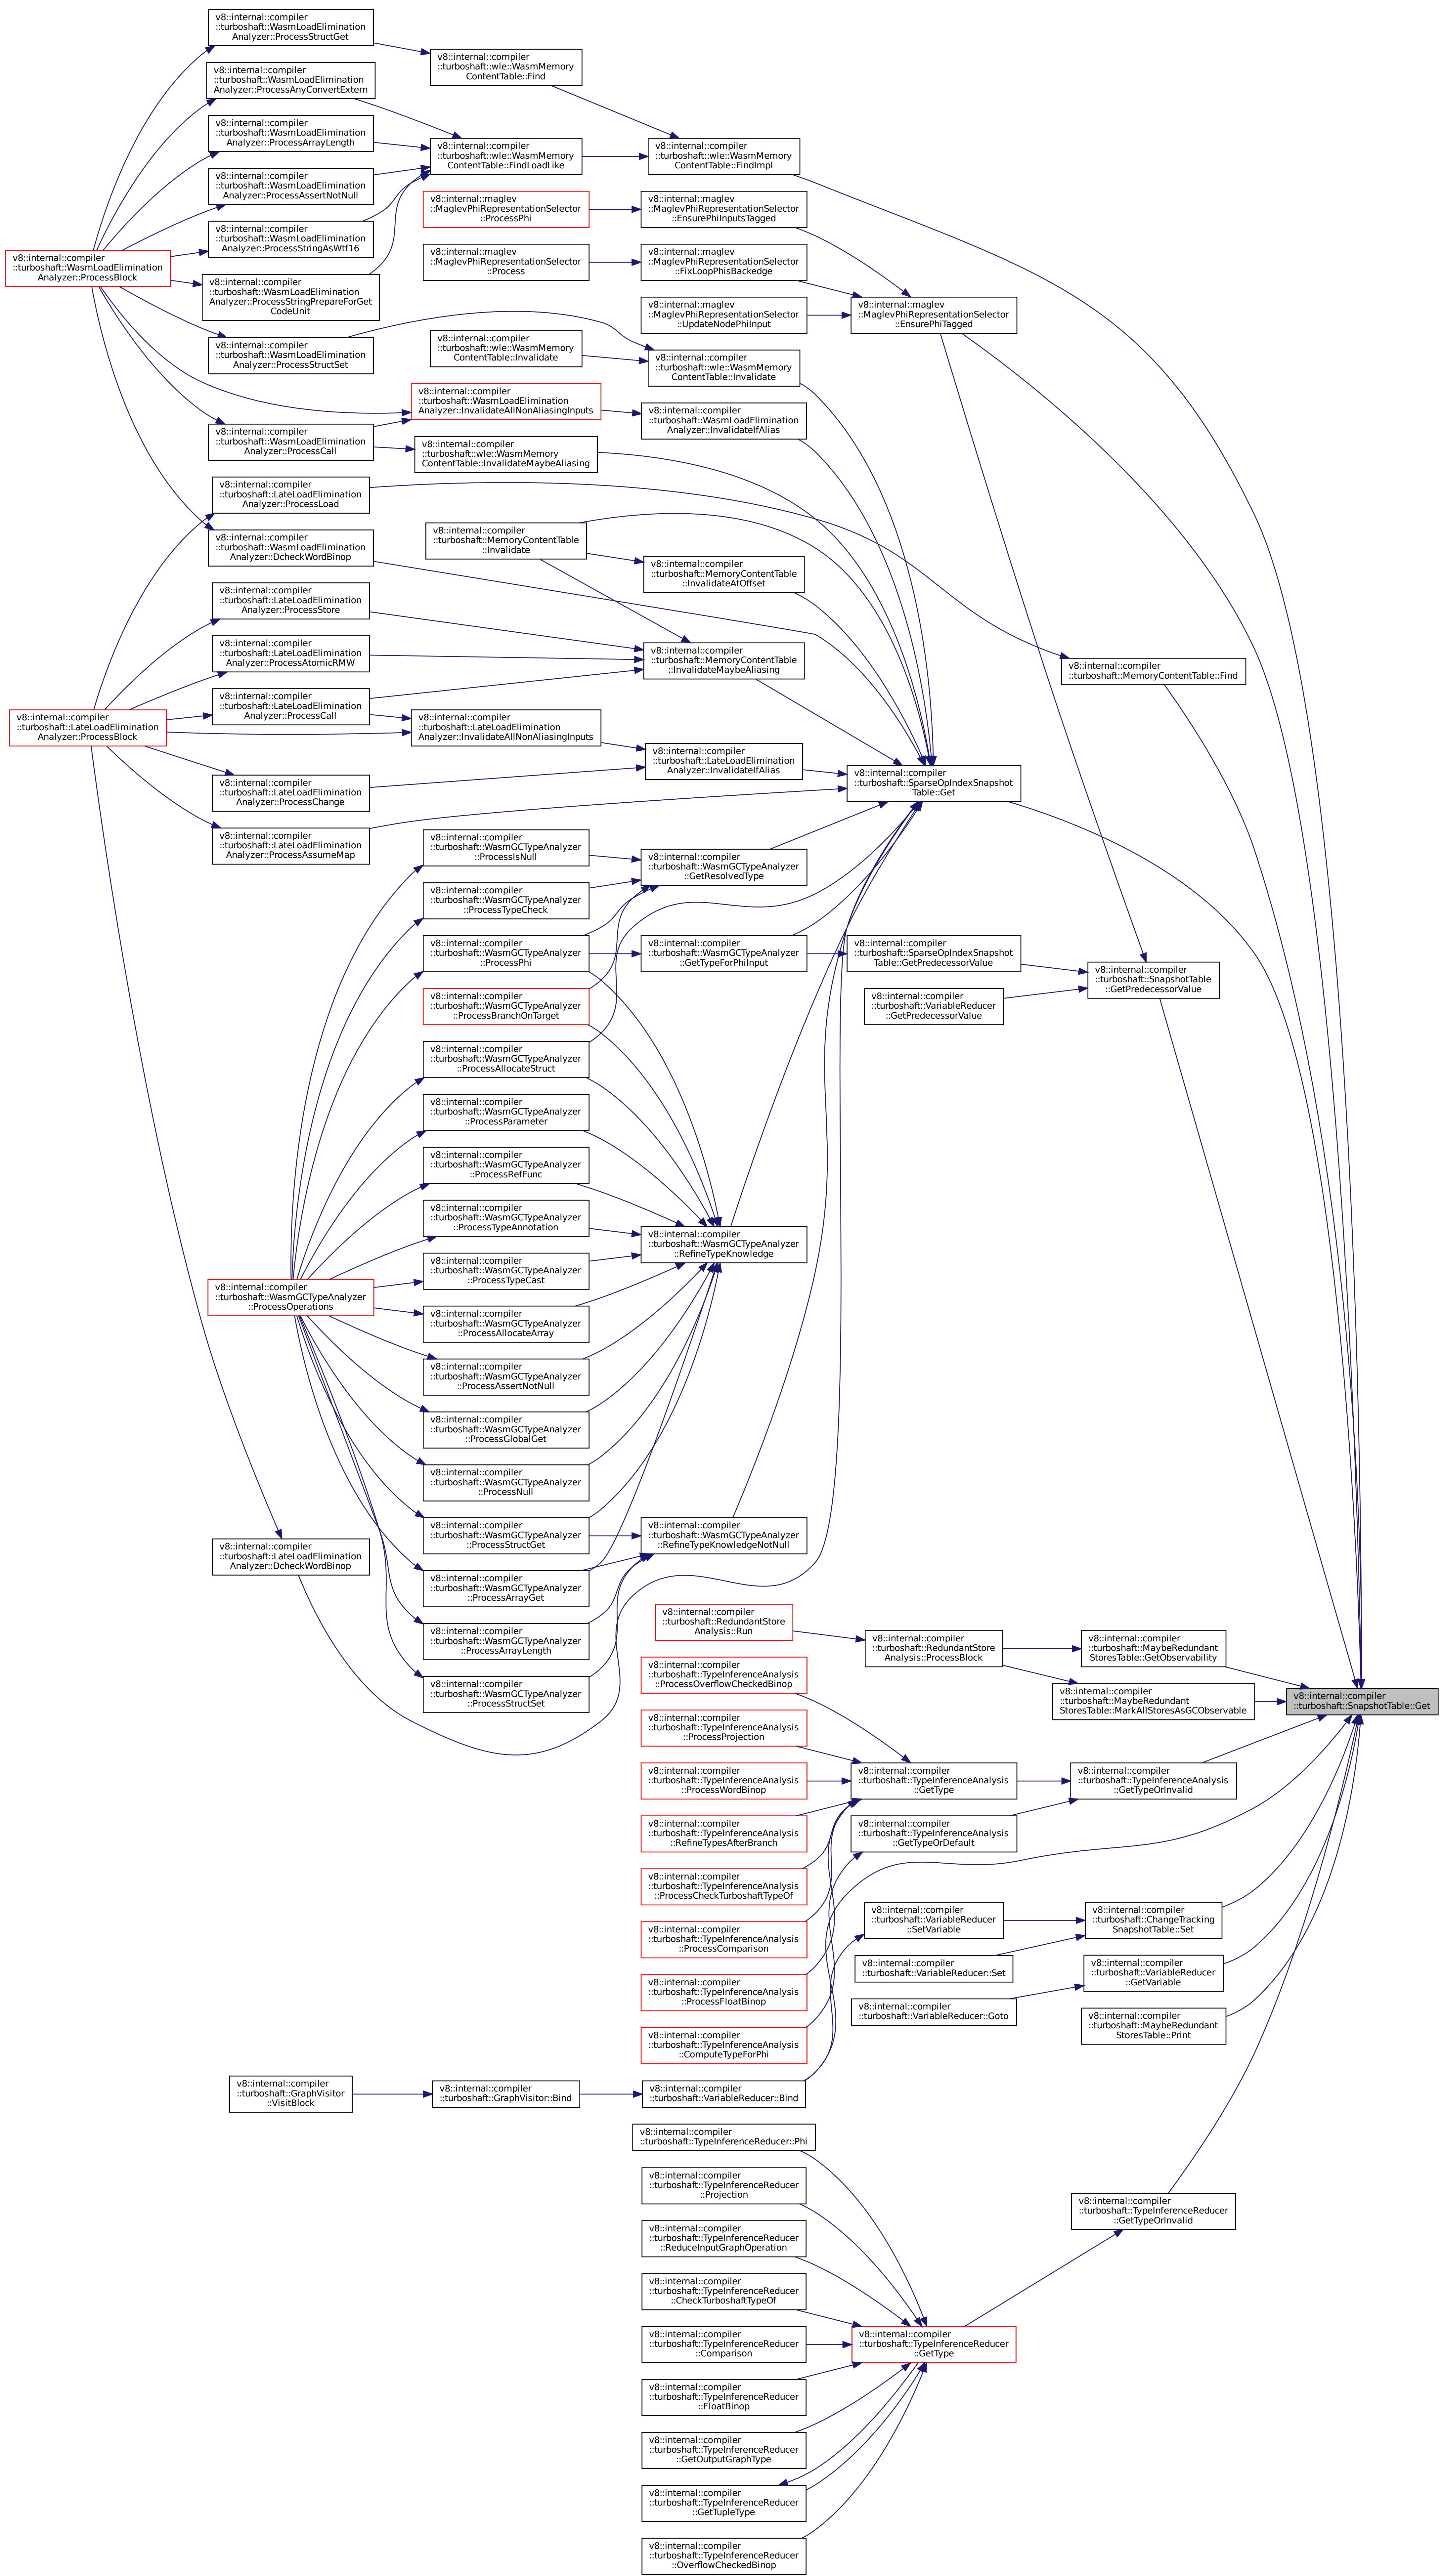 v8::internal::compiler
::turboshaft::WasmLoadElimination
Analyzer::ProcessStructGet
v8::internal::compiler
::turboshaft::wle::WasmMemory
ContentTable::Find
v8::internal::compiler
::turboshaft::WasmLoadElimination
Analyzer::ProcessAnyConvertExtern
v8::internal::compiler
::turboshaft::WasmLoadElimination
Analyzer::ProcessArrayLength
v8::internal::compiler
::turboshaft::wle::WasmMemory
ContentTable::FindLoadLike
v8::internal::compiler
::turboshaft::wle::WasmMemory
ContentTable::FindImpl
v8::internal::compiler
::turboshaft::WasmLoadElimination
Analyzer::ProcessAssertNotNull
v8::internal::maglev
::MaglevPhiRepresentationSelector
::ProcessPhi
v8::internal::maglev
::MaglevPhiRepresentationSelector
::EnsurePhiInputsTagged
v8::internal::compiler
::turboshaft::WasmLoadElimination
Analyzer::ProcessStringAsWtf16
v8::internal::compiler
::turboshaft::WasmLoadElimination
Analyzer::ProcessBlock
v8::internal::maglev
::MaglevPhiRepresentationSelector
::Process
v8::internal::maglev
::MaglevPhiRepresentationSelector
::FixLoopPhisBackedge
v8::internal::compiler
::turboshaft::WasmLoadElimination
Analyzer::ProcessStringPrepareForGet
CodeUnit
v8::internal::maglev
::MaglevPhiRepresentationSelector
::UpdateNodePhiInput
v8::internal::maglev
::MaglevPhiRepresentationSelector
::EnsurePhiTagged
v8::internal::compiler
::turboshaft::WasmLoadElimination
Analyzer::ProcessStructSet
v8::internal::compiler
::turboshaft::wle::WasmMemory
ContentTable::Invalidate
v8::internal::compiler
::turboshaft::wle::WasmMemory
ContentTable::Invalidate
v8::internal::compiler
::turboshaft::WasmLoadElimination
Analyzer::InvalidateAllNonAliasingInputs
v8::internal::compiler
::turboshaft::WasmLoadElimination
Analyzer::InvalidateIfAlias
v8::internal::compiler
::turboshaft::WasmLoadElimination
Analyzer::ProcessCall
v8::internal::compiler
::turboshaft::wle::WasmMemory
ContentTable::InvalidateMaybeAliasing
v8::internal::compiler
::turboshaft::LateLoadElimination
Analyzer::ProcessLoad
v8::internal::compiler
::turboshaft::WasmLoadElimination
Analyzer::DcheckWordBinop
v8::internal::compiler
::turboshaft::MemoryContentTable
::Invalidate
v8::internal::compiler
::turboshaft::MemoryContentTable
::InvalidateAtOffset
v8::internal::compiler
::turboshaft::LateLoadElimination
Analyzer::ProcessStore
v8::internal::compiler
::turboshaft::LateLoadElimination
Analyzer::ProcessAtomicRMW
v8::internal::compiler
::turboshaft::MemoryContentTable
::InvalidateMaybeAliasing
v8::internal::compiler
::turboshaft::MemoryContentTable::Find
v8::internal::compiler
::turboshaft::LateLoadElimination
Analyzer::ProcessCall
v8::internal::compiler
::turboshaft::LateLoadElimination
Analyzer::ProcessBlock
v8::internal::compiler
::turboshaft::LateLoadElimination
Analyzer::InvalidateAllNonAliasingInputs
v8::internal::compiler
::turboshaft::LateLoadElimination
Analyzer::InvalidateIfAlias
v8::internal::compiler
::turboshaft::SparseOpIndexSnapshot
Table::Get
v8::internal::compiler
::turboshaft::LateLoadElimination
Analyzer::ProcessChange
v8::internal::compiler
::turboshaft::LateLoadElimination
Analyzer::ProcessAssumeMap
v8::internal::compiler
::turboshaft::WasmGCTypeAnalyzer
::ProcessIsNull
v8::internal::compiler
::turboshaft::WasmGCTypeAnalyzer
::GetResolvedType
v8::internal::compiler
::turboshaft::WasmGCTypeAnalyzer
::ProcessTypeCheck
v8::internal::compiler
::turboshaft::WasmGCTypeAnalyzer
::ProcessPhi
v8::internal::compiler
::turboshaft::WasmGCTypeAnalyzer
::GetTypeForPhiInput
v8::internal::compiler
::turboshaft::SparseOpIndexSnapshot
Table::GetPredecessorValue
v8::internal::compiler
::turboshaft::SnapshotTable
::GetPredecessorValue
v8::internal::compiler
::turboshaft::WasmGCTypeAnalyzer
::ProcessBranchOnTarget
v8::internal::compiler
::turboshaft::VariableReducer
::GetPredecessorValue
v8::internal::compiler
::turboshaft::WasmGCTypeAnalyzer
::ProcessAllocateStruct
v8::internal::compiler
::turboshaft::WasmGCTypeAnalyzer
::ProcessParameter
v8::internal::compiler
::turboshaft::WasmGCTypeAnalyzer
::ProcessRefFunc
v8::internal::compiler
::turboshaft::WasmGCTypeAnalyzer
::ProcessTypeAnnotation
v8::internal::compiler
::turboshaft::WasmGCTypeAnalyzer
::RefineTypeKnowledge
v8::internal::compiler
::turboshaft::WasmGCTypeAnalyzer
::ProcessTypeCast
v8::internal::compiler
::turboshaft::WasmGCTypeAnalyzer
::ProcessOperations
v8::internal::compiler
::turboshaft::WasmGCTypeAnalyzer
::ProcessAllocateArray
v8::internal::compiler
::turboshaft::WasmGCTypeAnalyzer
::ProcessAssertNotNull
v8::internal::compiler
::turboshaft::WasmGCTypeAnalyzer
::ProcessGlobalGet
v8::internal::compiler
::turboshaft::WasmGCTypeAnalyzer
::ProcessNull
v8::internal::compiler
::turboshaft::WasmGCTypeAnalyzer
::ProcessStructGet
v8::internal::compiler
::turboshaft::WasmGCTypeAnalyzer
::RefineTypeKnowledgeNotNull
v8::internal::compiler
::turboshaft::LateLoadElimination
Analyzer::DcheckWordBinop
v8::internal::compiler
::turboshaft::WasmGCTypeAnalyzer
::ProcessArrayGet
v8::internal::compiler
::turboshaft::WasmGCTypeAnalyzer
::ProcessArrayLength
v8::internal::compiler
::turboshaft::RedundantStore
Analysis::Run
v8::internal::compiler
::turboshaft::RedundantStore
Analysis::ProcessBlock
v8::internal::compiler
::turboshaft::MaybeRedundant
StoresTable::GetObservability
v8::internal::compiler
::turboshaft::WasmGCTypeAnalyzer
::ProcessStructSet
v8::internal::compiler
::turboshaft::TypeInferenceAnalysis
::ProcessOverflowCheckedBinop
v8::internal::compiler
::turboshaft::MaybeRedundant
StoresTable::MarkAllStoresAsGCObservable
v8::internal::compiler
::turboshaft::SnapshotTable::Get
v8::internal::compiler
::turboshaft::TypeInferenceAnalysis
::ProcessProjection
v8::internal::compiler
::turboshaft::TypeInferenceAnalysis
::ProcessWordBinop
v8::internal::compiler
::turboshaft::TypeInferenceAnalysis
::GetType
v8::internal::compiler
::turboshaft::TypeInferenceAnalysis
::GetTypeOrInvalid
v8::internal::compiler
::turboshaft::TypeInferenceAnalysis
::RefineTypesAfterBranch
v8::internal::compiler
::turboshaft::TypeInferenceAnalysis
::GetTypeOrDefault
v8::internal::compiler
::turboshaft::TypeInferenceAnalysis
::ProcessCheckTurboshaftTypeOf
v8::internal::compiler
::turboshaft::TypeInferenceAnalysis
::ProcessComparison
v8::internal::compiler
::turboshaft::VariableReducer
::SetVariable
v8::internal::compiler
::turboshaft::ChangeTracking
SnapshotTable::Set
v8::internal::compiler
::turboshaft::VariableReducer::Set
v8::internal::compiler
::turboshaft::VariableReducer
::GetVariable
v8::internal::compiler
::turboshaft::TypeInferenceAnalysis
::ProcessFloatBinop
v8::internal::compiler
::turboshaft::VariableReducer::Goto
v8::internal::compiler
::turboshaft::MaybeRedundant
StoresTable::Print
v8::internal::compiler
::turboshaft::TypeInferenceAnalysis
::ComputeTypeForPhi
v8::internal::compiler
::turboshaft::GraphVisitor
::VisitBlock
v8::internal::compiler
::turboshaft::GraphVisitor::Bind
v8::internal::compiler
::turboshaft::VariableReducer::Bind
v8::internal::compiler
::turboshaft::TypeInferenceReducer::Phi
v8::internal::compiler
::turboshaft::TypeInferenceReducer
::Projection
v8::internal::compiler
::turboshaft::TypeInferenceReducer
::GetTypeOrInvalid
v8::internal::compiler
::turboshaft::TypeInferenceReducer
::ReduceInputGraphOperation
v8::internal::compiler
::turboshaft::TypeInferenceReducer
::CheckTurboshaftTypeOf
v8::internal::compiler
::turboshaft::TypeInferenceReducer
::Comparison
v8::internal::compiler
::turboshaft::TypeInferenceReducer
::GetType
v8::internal::compiler
::turboshaft::TypeInferenceReducer
::FloatBinop
v8::internal::compiler
::turboshaft::TypeInferenceReducer
::GetOutputGraphType
v8::internal::compiler
::turboshaft::TypeInferenceReducer
::GetTupleType
v8::internal::compiler
::turboshaft::TypeInferenceReducer
::OverflowCheckedBinop